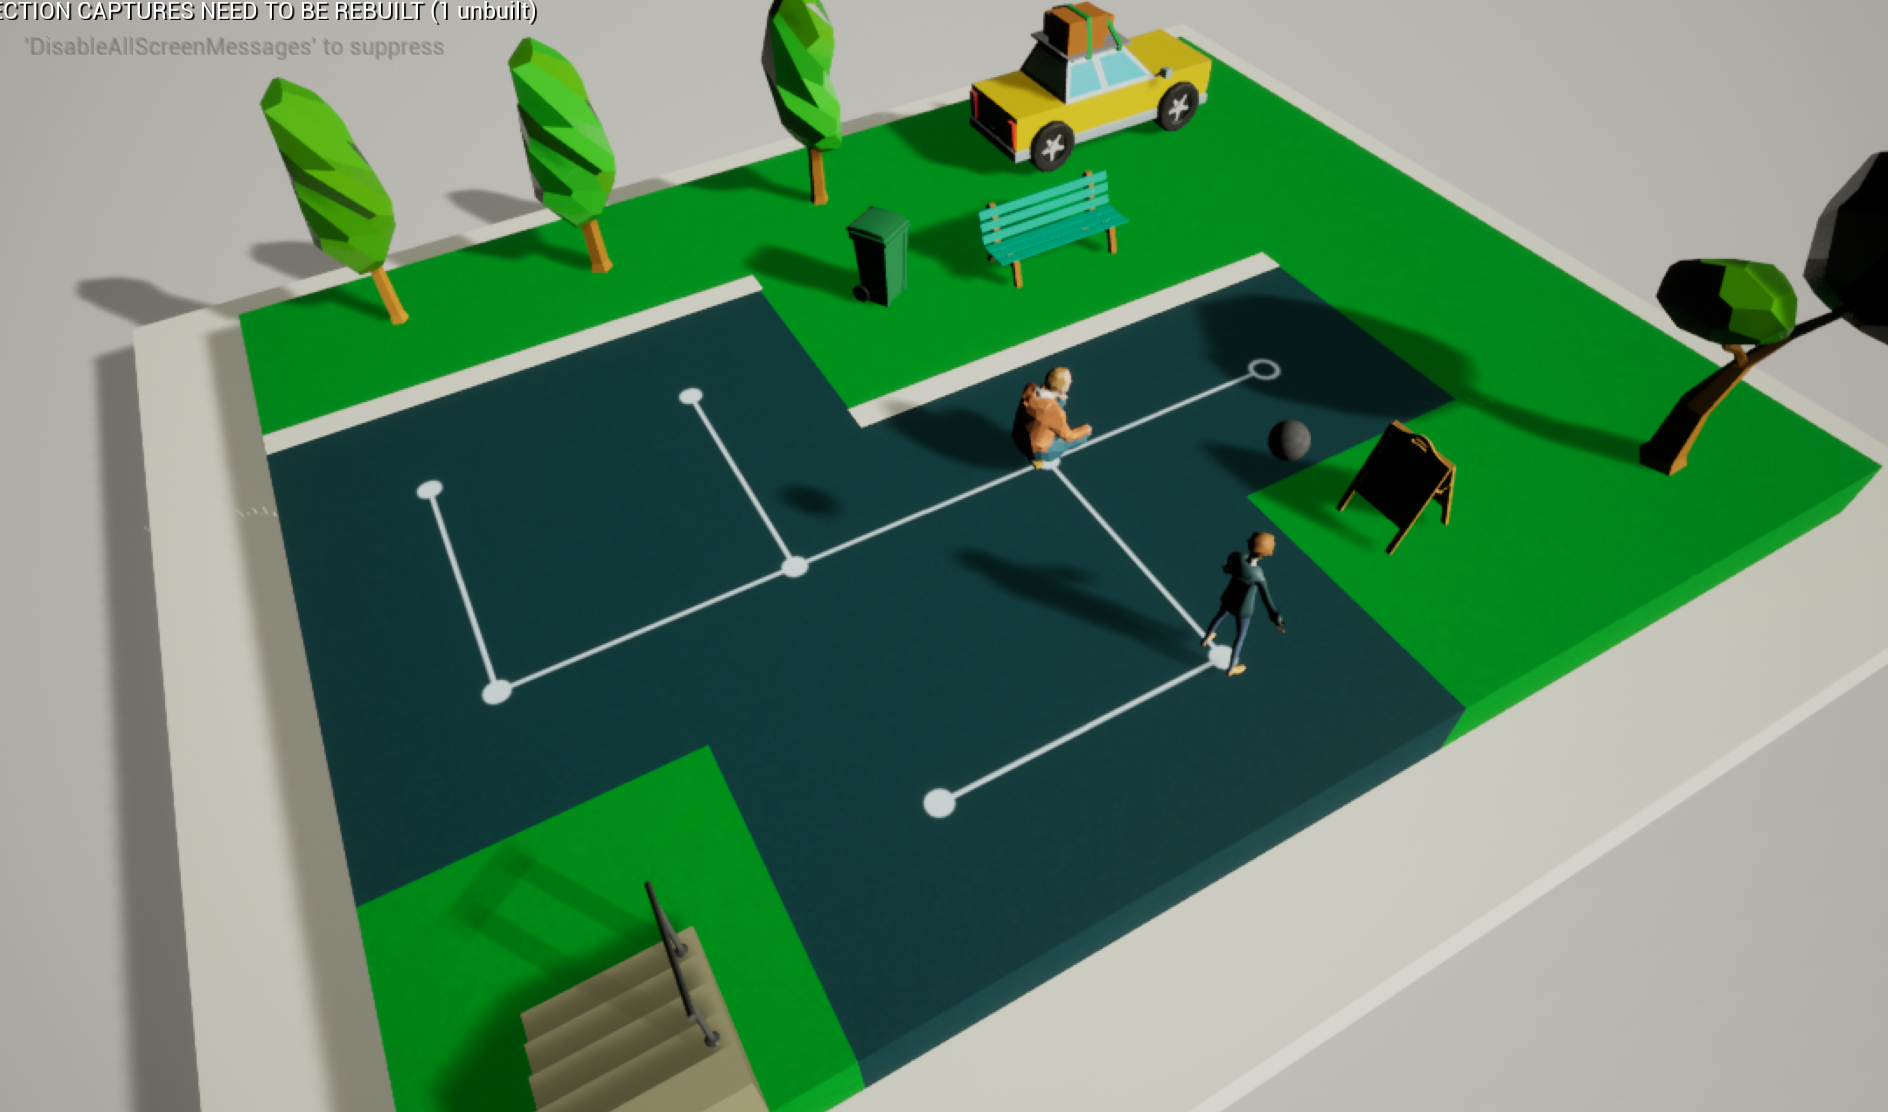 ECTION CAPTURES NEED TO BE REBUILT (1 unbuilt)
'DisableAllScreenMessages' to suppress